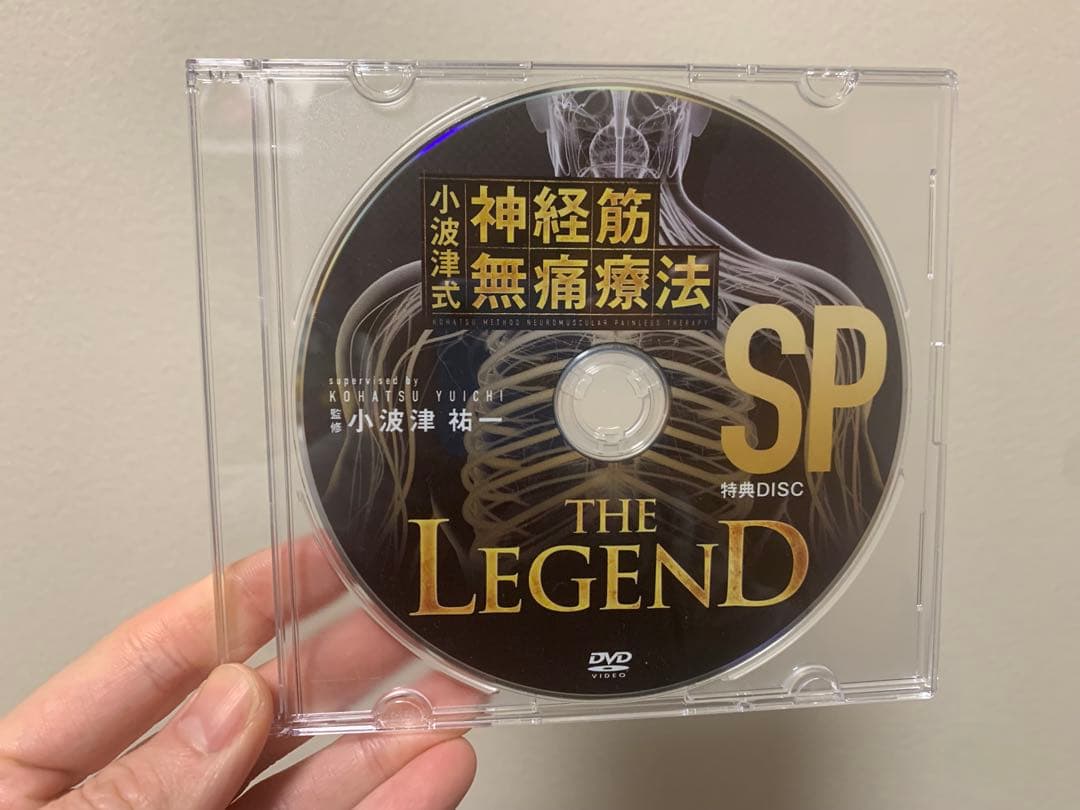 小波津式
神経筋
無痛療法
KOHATSU METHOD NEUROMUSCULAR PAINLESS THERAPY
SP
特典DISC
supervised by
KOHATSU YUICHI
監修 小波津 祐一
THE
LEGEND
DVD
VIDEO